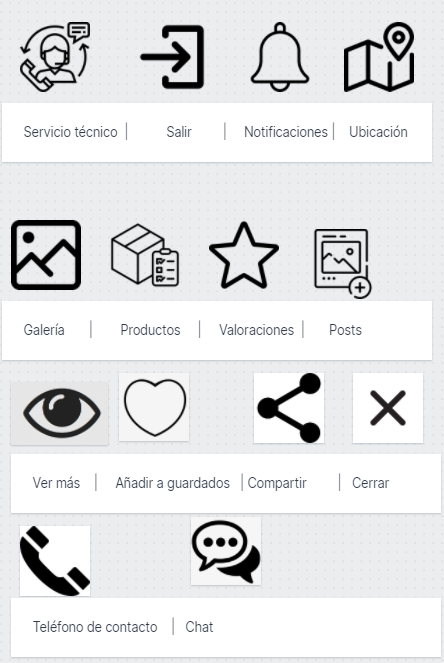 Servicio técnico | Salir | Notificaciones | Ubicación
Galería | Productos | Valoraciones | Posts
Ver más | Añadir a guardados | Compartir | Cerrar
Teléfono de contacto | Chat